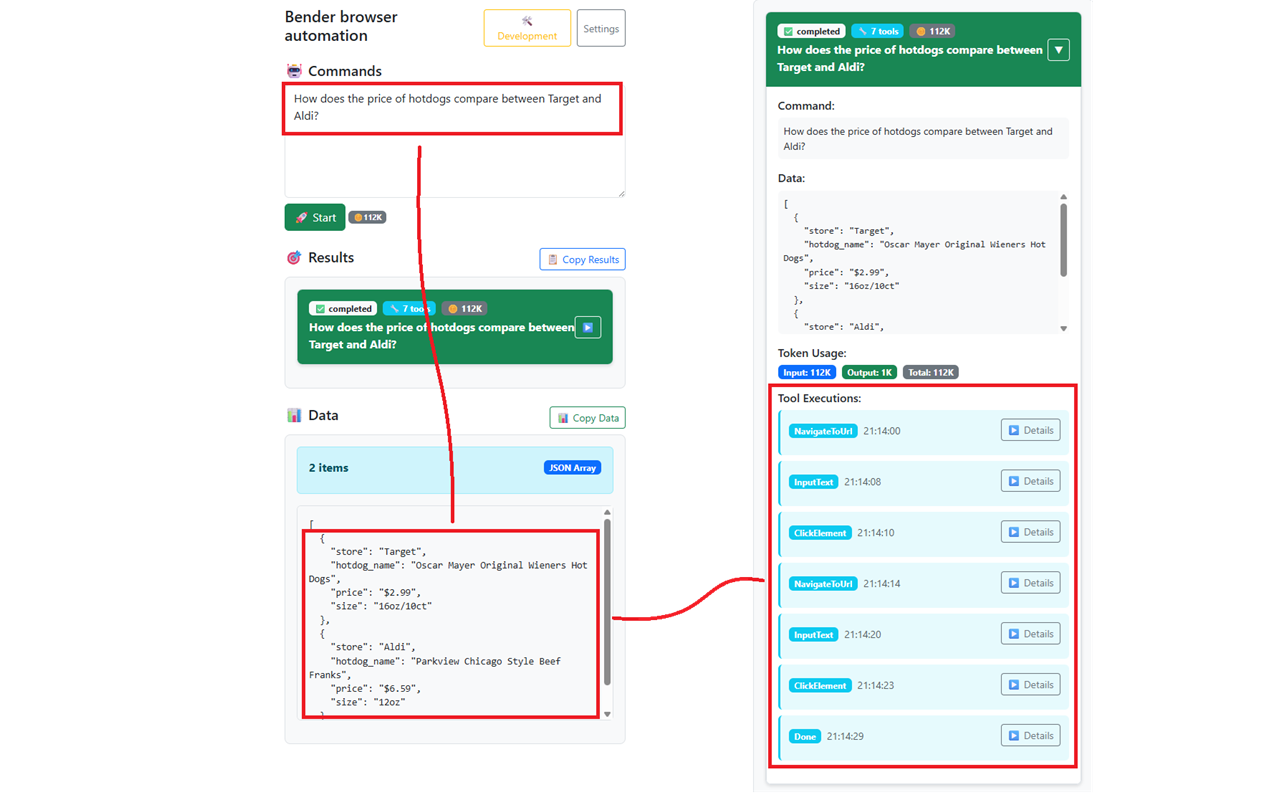 Bender browser
automation
Development
Settings
Commands
How does the price of hotdogs compare between Target and
Aldi?
Start
112K
Results
Copy Results
completed
7 tools
112K
How does the price of hotdogs compare between
Target and Aldi?
Data
Copy Data
2 items
JSON Array
[
{
"store": "Target",
"hotdog_name": "Oscar Mayer Original Wieners Hot
Dogs",
"price": "$2.99",
"size": "16oz/10ct"
},
{
"store": "Aldi",
"hotdog_name": "Parkview Chicago Style Beef
Franks",
"price": "$6.59",
"size": "12oz"
}
completed
7 tools
112K
How does the price of hotdogs compare between
Target and Aldi?
Command:
How does the price of hotdogs compare between Target and
Aldi?
Data:
[
{
"store": "Target",
"hotdog_name": "Oscar Mayer Original Wieners Hot
Dogs",
"price": "$2.99",
"size": "16oz/10ct"
},
{
"store": "Aldi",
Token Usage:
Input: 112K Output: 1K Total: 112K
Tool Executions:
NavigateToUrl 21:14:00 Details
InputText 21:14:08 Details
ClickElement 21:14:10 Details
NavigateToUrl 21:14:14 Details
InputText 21:14:20 Details
ClickElement 21:14:23 Details
Done 21:14:29 Details